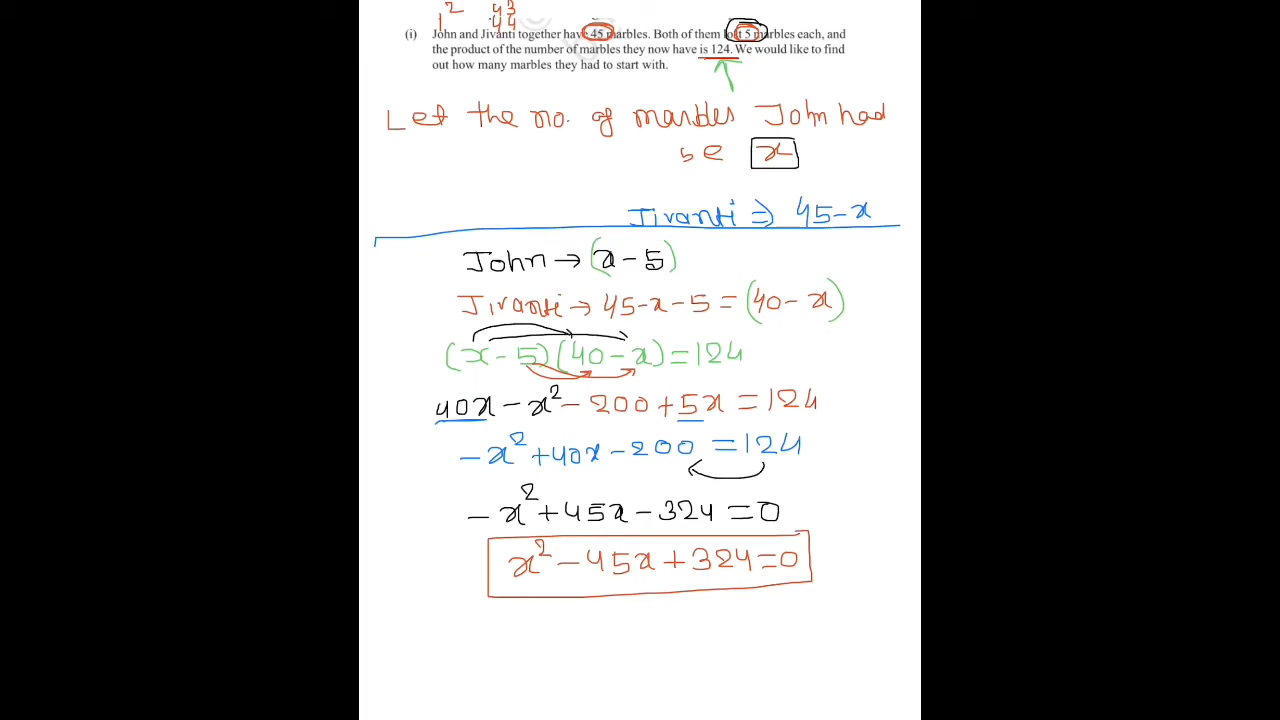 1 2 43
44
(i) John and Jivanti together have 45 marbles. Both of them lost 5 marbles each, and
the product of the number of marbles they now have is 124. We would like to find
out how many marbles they had to start with.
Let the no. of marbles John had
be x
Jivanti ⇒ 45-x
John → (x-5)
Jivanti → 45-x-5 = (40-x)
(x-5)(40-x)=124
40x-x²-200+5x=124
-x²+40x-200=124
-x²+45x-324=0
x²-45x+324=0